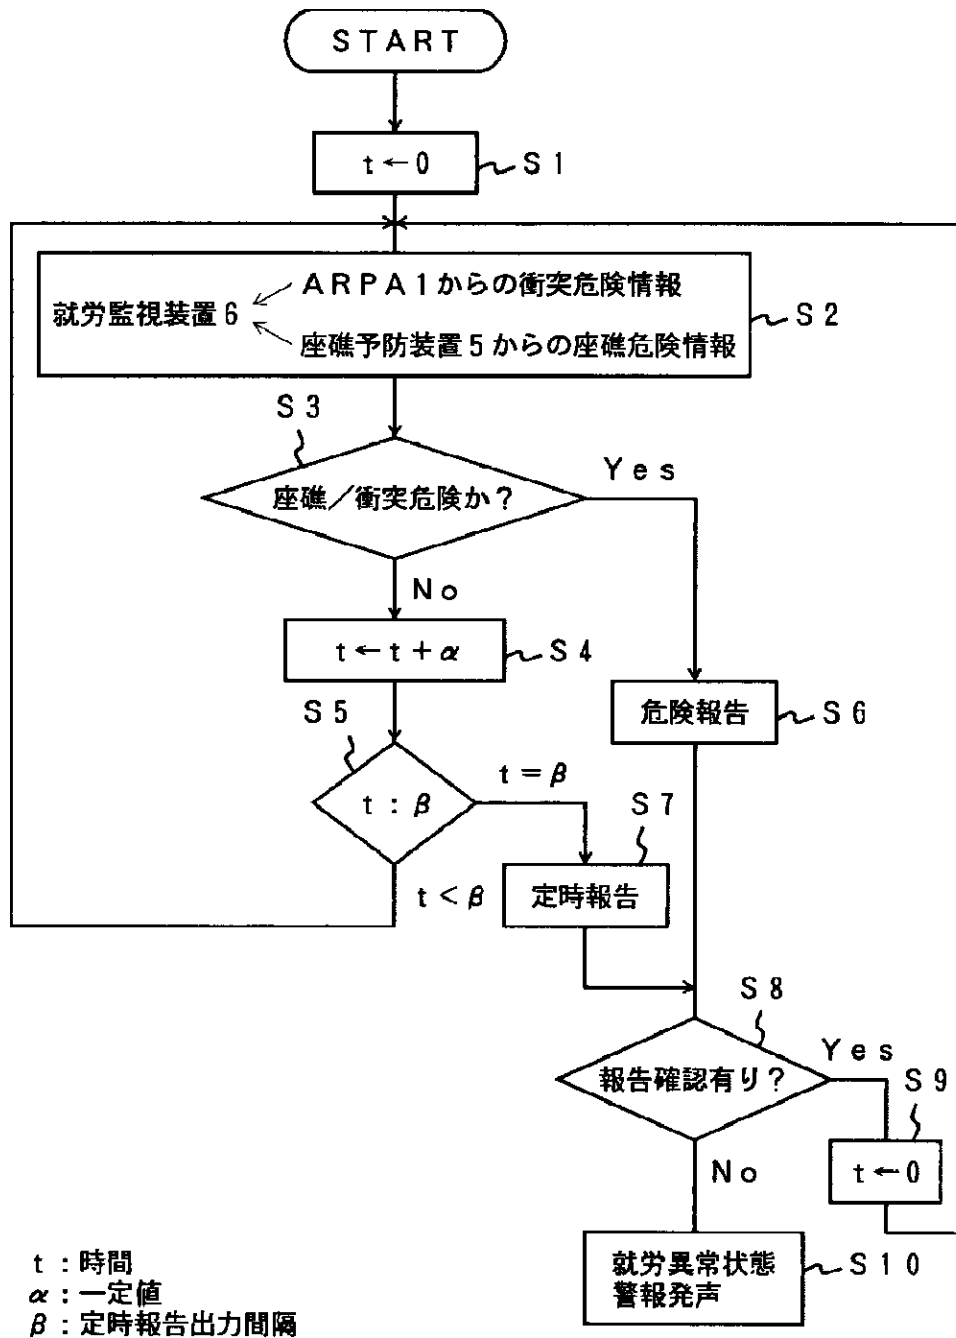 START
t←0
S1
ARPA1からの衝突危険情報
就労監視装置6
座礁予防装置5からの座礁危険情報
S2
S3
座礁/衝突危険か?
Yes
No
t←t+α
S4
S5
危険報告
S6
t:β
t=β
S7
t<β
定時報告
S8
報告確認有り?
Yes
S9
t←0
No
就労異常状態
警報発声
S10
t:時間
α:一定値
β:定時報告出力間隔